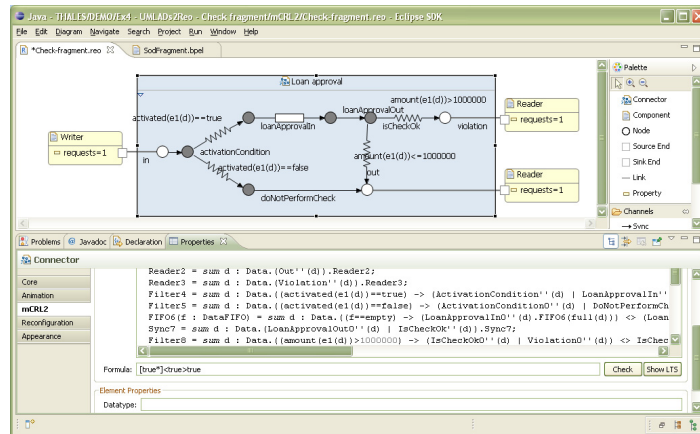 Java - THALES/DEMO/Ex4 - UMLADs2Reo - Check-fragment/mCRL2/Check-fragment.reo - Eclipse SDK
File Edit Diagram Navigate Search Project Run Window Help
*Check-fragment.reo
SodFragment.bpel
Palette
Loan approval
Connector
Component
Node
Source End
Sink End
Link
Property
Channels
Sync
Writer
requests=1
in
activated(e1(d))==true
activationCondition
activated(e1(d))==false
loanApprovalIn
loanApprovalOut
amount(e1(d))>1000000
isCheckOk
violation
amount(e1(d))<=1000000
out
doNotPerformCheck
Reader
requests=1
Reader
requests=1
Problems @ Javadoc Declaration Properties
Connector
Core
Animation
mCRL2
Reconfiguration
Appearance
Reader2 = sum d : Data.(Out''(d)).Reader2;
Reader3 = sum d : Data.(Violation''(d)).Reader3;
Filter4 = sum d : Data.((activated(e1(d))==true) -> (ActivationCondition''(d) | LoanApprovalIn''
Filter5 = sum d : Data.((activated(e1(d))==false) -> (ActivationCondition0''(d) | DoNotPerformCh
FIFO6(f : DataFIFO) = sum d : Data.((f==empty) -> (LoanApprovalIn0''(d).FIFO6(full(d))) <> (Loan
Sync7 = sum d : Data.(LoanApprovalOut0''(d) | IsCheckOk''(d)).Sync7;
Filter8 = sum d : Data.((amount(e1(d))>1000000) -> (IsCheckOk0''(d) | Violation0''(d)) <> IsChec
Formula: [true*]<true>true
Check
Show LTS
Element Properties
Datatype: